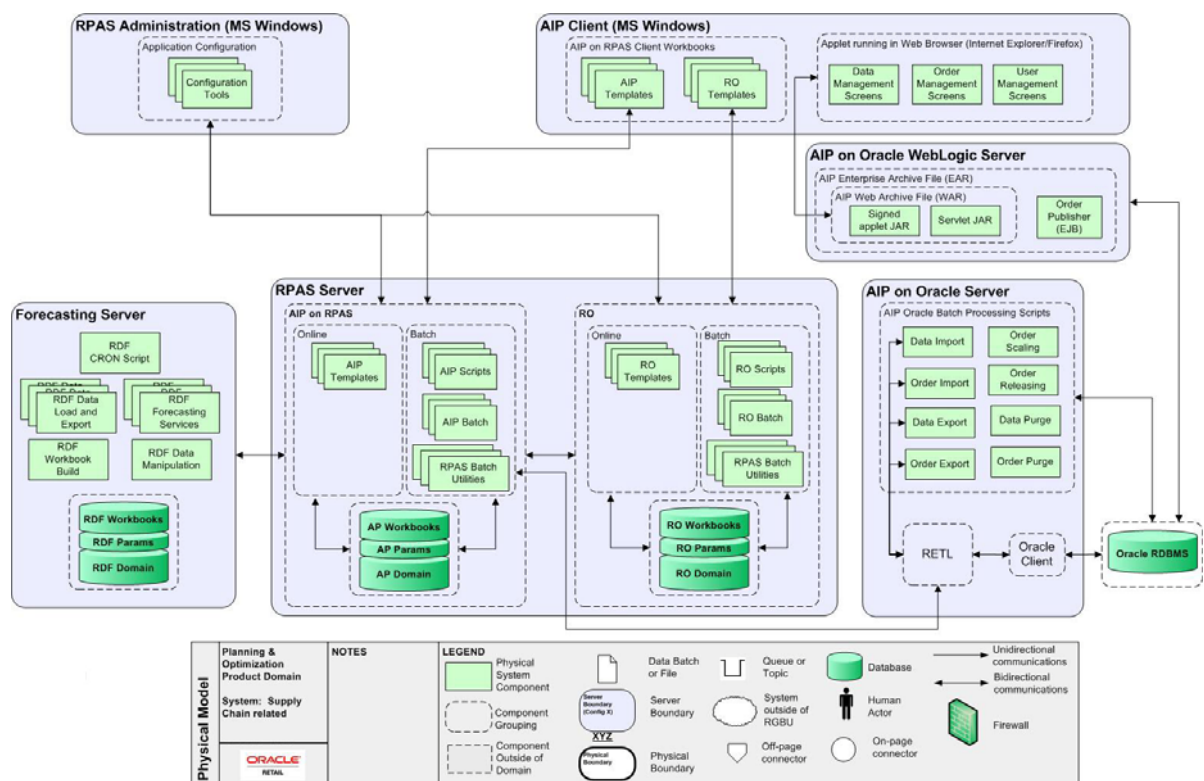 RPAS Administration (MS Windows)
Application Configuration
Configuration
Tools
AIP Client (MS Windows)
AIP on RPAS Client Workbooks
AIP
Templates
RO
Templates
Applet running in Web Browser (Internet Explorer/Firefox)
Data
Management
Screens
Order
Management
Screens
User
Management
Screens
AIP on Oracle WebLogic Server
AIP Enterprise Archive File (EAR)
AIP Web Archive File (WAR)
Signed
applet JAR
Servlet JAR
Order
Publisher
(EJB)
Forecasting Server
RDF
CRON Script
RDF Data
RDF Data
RDF Data
Load and
Export
RDF
RDF
RDF
Forecasting
Services
RDF
Workbook
Build
RDF Data
Manipulation
RDF Workbooks
RDF Params
RDF Domain
RPAS Server
AIP on RPAS
Online
AIP
Templates
Batch
AIP Scripts
AIP Batch
RPAS Batch
Utilities
AP Workbooks
AP Params
AP Domain
RO
Online
RO
Templates
Batch
RO Scripts
RO Batch
RPAS Batch
Utilities
RO Workbooks
RO Params
RO Domain
AIP on Oracle Server
AIP Oracle Batch Processing Scripts
Data Import
Order
Scaling
Order Import
Order
Releasing
Data Export
Data Purge
Order Export
Order Purge
RETL
Oracle
Client
Oracle RDBMS
Physical Model
Planning &
Optimization
Product Domain
System: Supply
Chain related
ORACLE
RETAIL
NOTES
LEGEND
Physical
System
Component
Component
Grouping
Component
Outside of
Domain
Data Batch
or File
Server
Boundary
(Config X)
Server
Boundary
XYZ
Physical
Boundary
Physical
Boundary
Queue or
Topic
System
outside of
RGBU
Off-page
connector
Database
Human
Actor
On-page
connector
Unidirectional
communications
Bidirectional
communications
Firewall